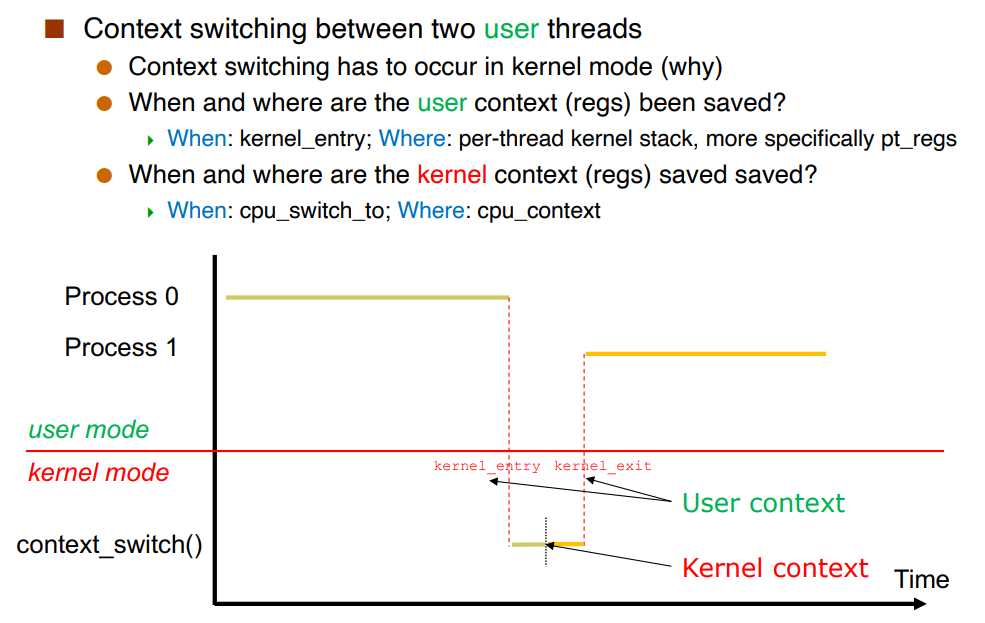 Context switching between two user threads
Context switching has to occur in kernel mode (why)
When and where are the user context (regs) been saved?
When: kernel_entry; Where: per-thread kernel stack, more specifically pt_regs
When and where are the kernel context (regs) saved saved?
When: cpu_switch_to; Where: cpu_context
Process 0
Process 1
user mode
kernel mode
kernel_entry kernel_exit
User context
context_switch()
Kernel context
Time